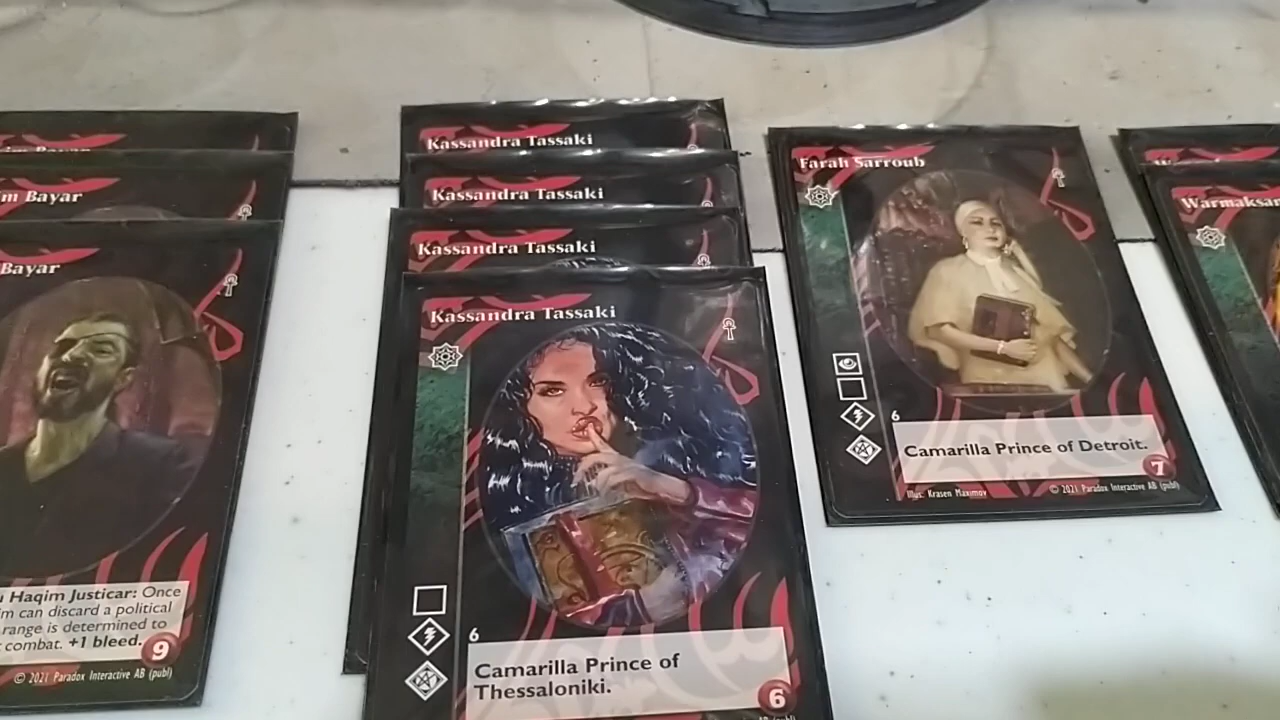 m Bayar
Bayar
u Haqim Justicar: Once
im can discard a political
range is determined to
combat. +1 bleed.
9
© 2021 Paradox Interactive AB (publ)
Kassandra Tassaki
Kassandra Tassaki
Kassandra Tassaki
Kassandra Tassaki
6
Camarilla Prince of
Thessaloniki.
6
Farah Sarroub
6
Camarilla Prince of Detroit.
7
Illus. Krasen Maximov
© 2021 Paradox Interactive AB (publ)
Warmaksan